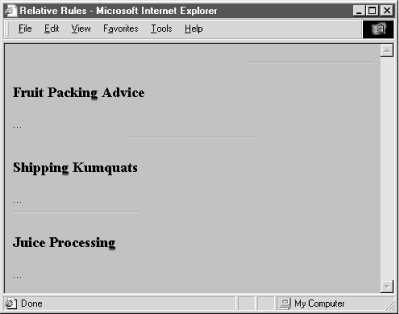 Relative Rules - Microsoft Internet Explorer
File Edit View Favorites Tools Help
Fruit Packing Advice
...
Shipping Kumquats
...
Juice Processing
...
Done My Computer